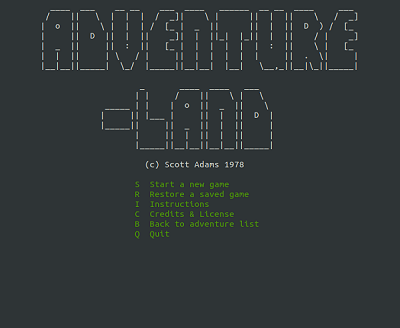 ADVENTURE
-LAND
(c) Scott Adams 1978
S Start a new game
R Restore a saved game
I Instructions
C Credits & License
B Back to adventure list
Q Quit